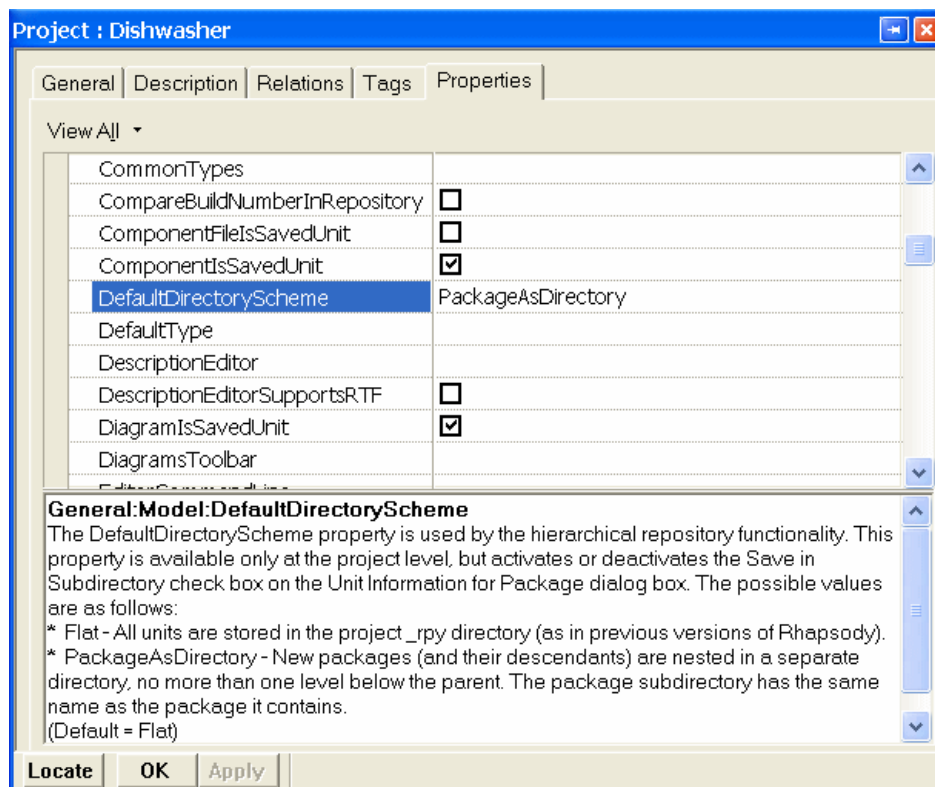 Project : Dishwasher
General Description Relations Tags Properties
View All
CommonTypes
CompareBuildNumberInRepository
ComponentFileIsSavedUnit
ComponentIsSavedUnit
DefaultDirectoryScheme PackageAsDirectory
DefaultType
DescriptionEditor
DescriptionEditorSupportsRTF
DiagramIsSavedUnit
DiagramsToolbar
EditorCommandLine
General:Model:DefaultDirectoryScheme
The DefaultDirectoryScheme property is used by the hierarchical repository functionality. This
property is available only at the project level, but activates or deactivates the Save in
Subdirectory check box on the Unit Information for Package dialog box. The possible values
are as follows:
* Flat - All units are stored in the project _rpy directory (as in previous versions of Rhapsody).
* PackageAsDirectory - New packages (and their descendants) are nested in a separate
directory, no more than one level below the parent. The package subdirectory has the same
name as the package it contains.
(Default = Flat)
Locate OK Apply